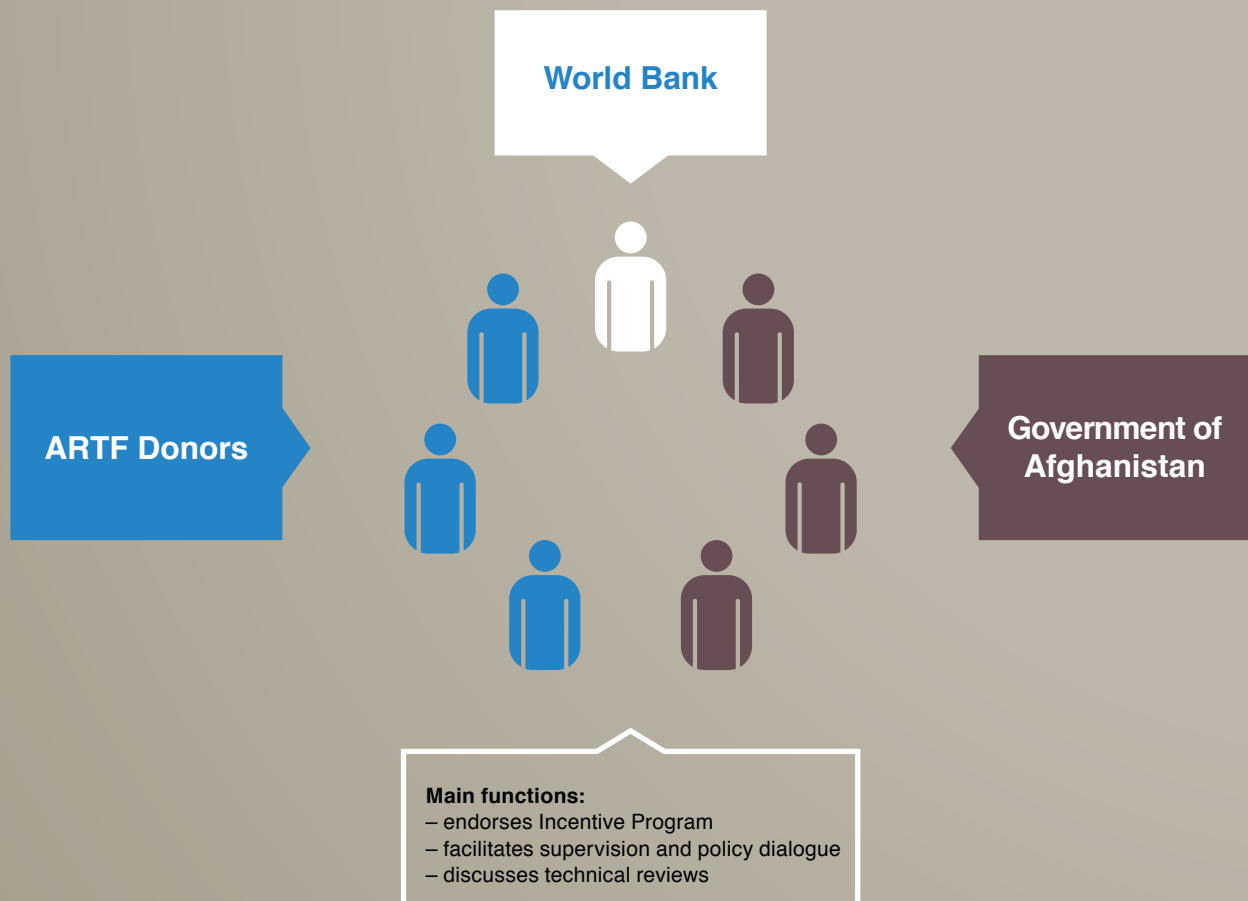 World Bank
ARTF Donors
Government of
Afghanistan
Main functions:
– endorses Incentive Program
– facilitates supervision and policy dialogue
– discusses technical reviews